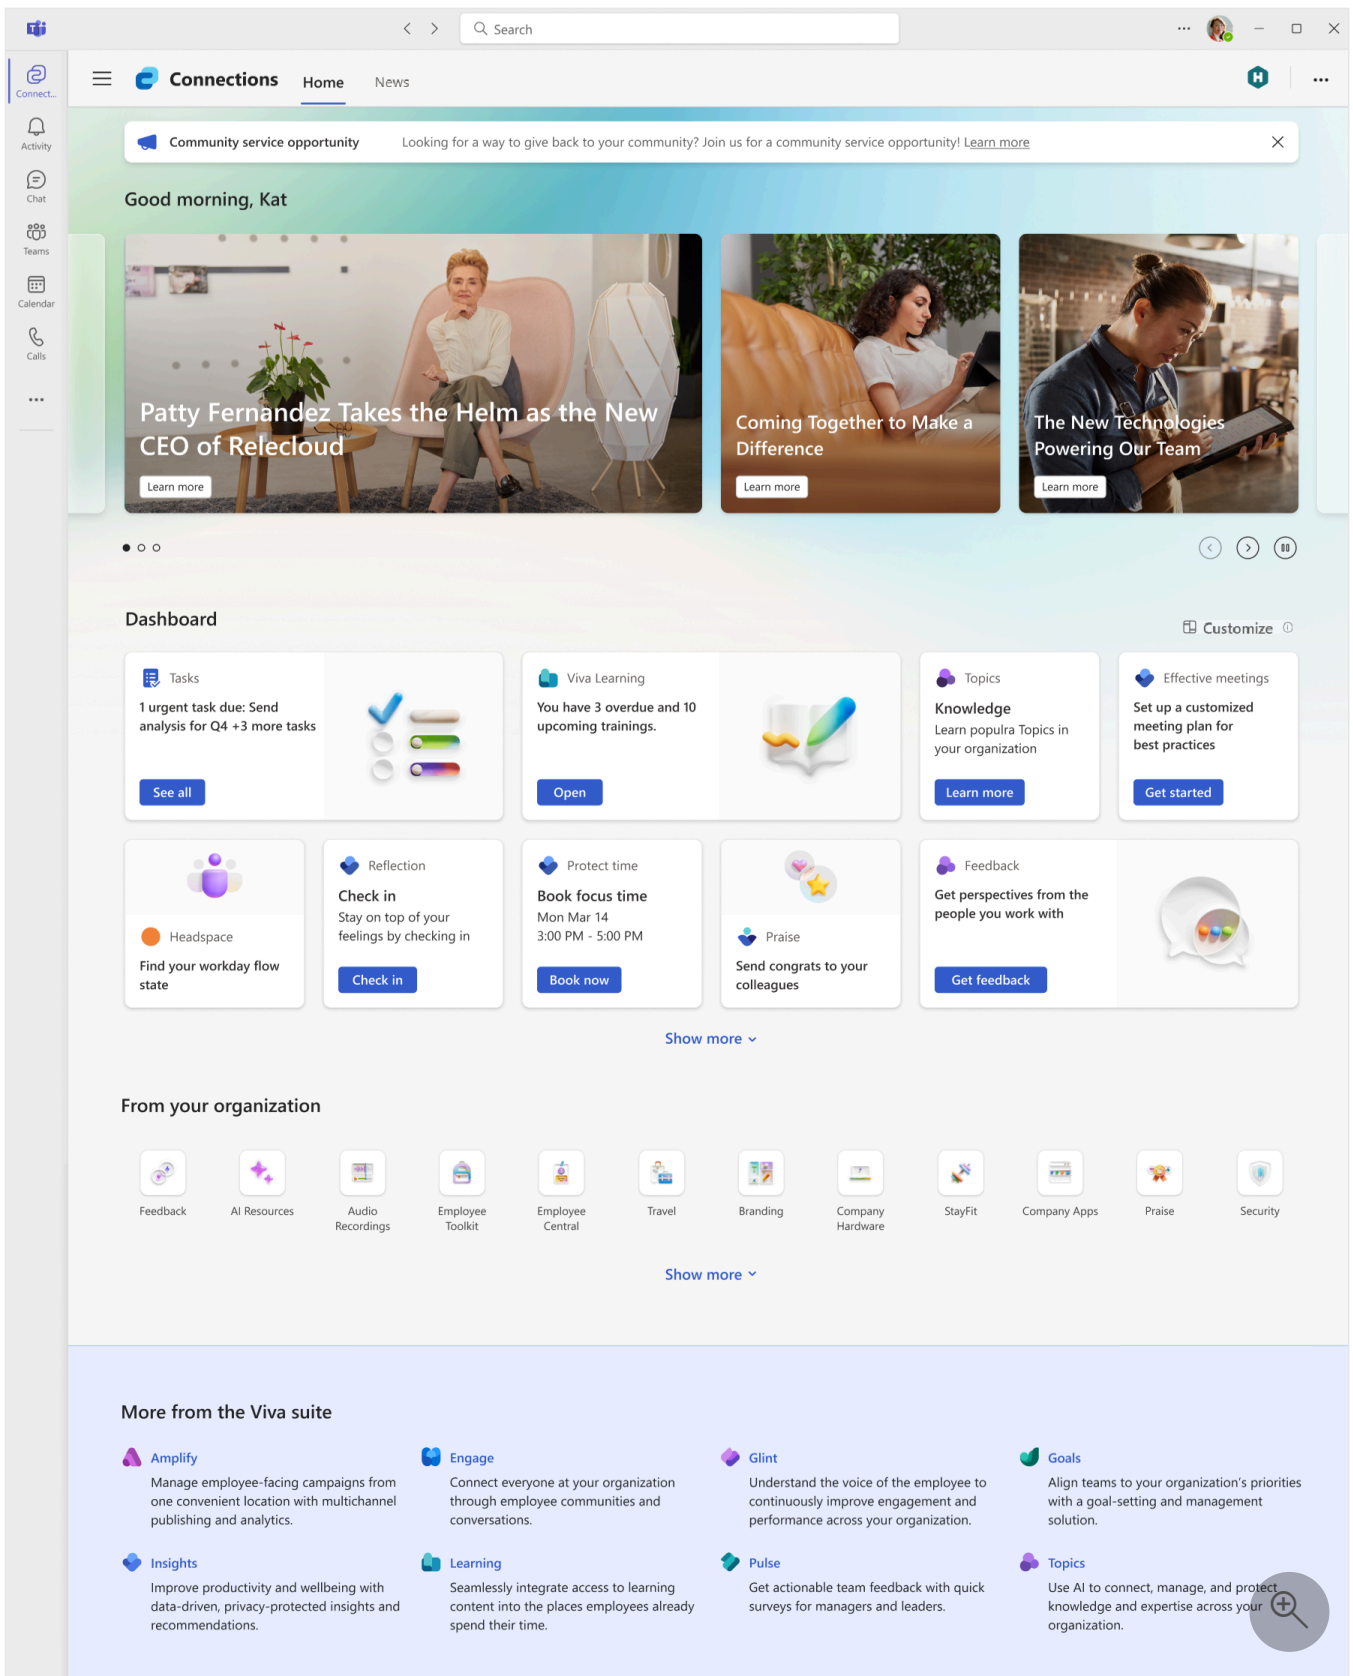 Search
Connections
Home
News
Connect...
Activity
Chat
Teams
Calendar
Calls
Community service opportunity
Looking for a way to give back to your community? Join us for a community service opportunity! Learn more
Good morning, Kat
Patty Fernandez Takes the Helm as the New
CEO of Relecloud
Learn more
Coming Together to Make a
Difference
Learn more
The New Technologies
Powering Our Team
Learn more
Dashboard
Customize
Tasks
1 urgent task due: Send
analysis for Q4 +3 more tasks
See all
Viva Learning
You have 3 overdue and 10
upcoming trainings.
Open
Topics
Knowledge
Learn populra Topics in
your organization
Learn more
Effective meetings
Set up a customized
meeting plan for
best practices
Get started
Headspace
Find your workday flow
state
Reflection
Check in
Stay on top of your
feelings by checking in
Check in
Protect time
Book focus time
Mon Mar 14
3:00 PM - 5:00 PM
Book now
Praise
Send congrats to your
colleagues
Feedback
Get perspectives from the
people you work with
Get feedback
Show more
From your organization
Feedback
AI Resources
Audio
Recordings
Employee
Toolkit
Employee
Central
Travel
Branding
Company
Hardware
StayFit
Company Apps
Praise
Security
Show more
More from the Viva suite
Amplify
Manage employee-facing campaigns from
one convenient location with multichannel
publishing and analytics.
Engage
Connect everyone at your organization
through employee communities and
conversations.
Glint
Understand the voice of the employee to
continuously improve engagement and
performance across your organization.
Goals
Align teams to your organization's priorities
with a goal-setting and management
solution.
Insights
Improve productivity and wellbeing with
data-driven, privacy-protected insights and
recommendations.
Learning
Seamlessly integrate access to learning
content into the places employees already
spend their time.
Pulse
Get actionable team feedback with quick
surveys for managers and leaders.
Topics
Use AI to connect, manage, and protect
knowledge and expertise across your
organization.